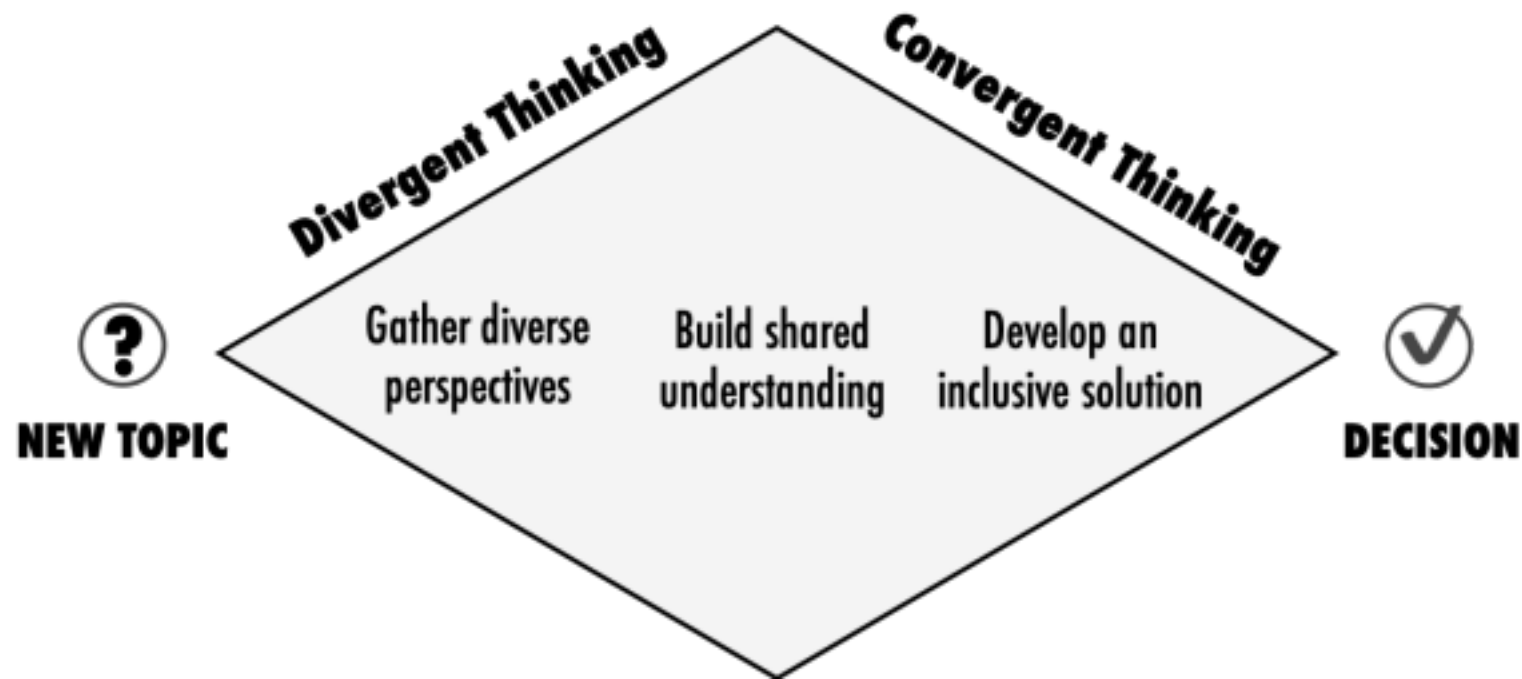 Divergent Thinking
Convergent Thinking
?
NEW TOPIC
Gather diverse
perspectives
Build shared
understanding
Develop an
inclusive solution
DECISION